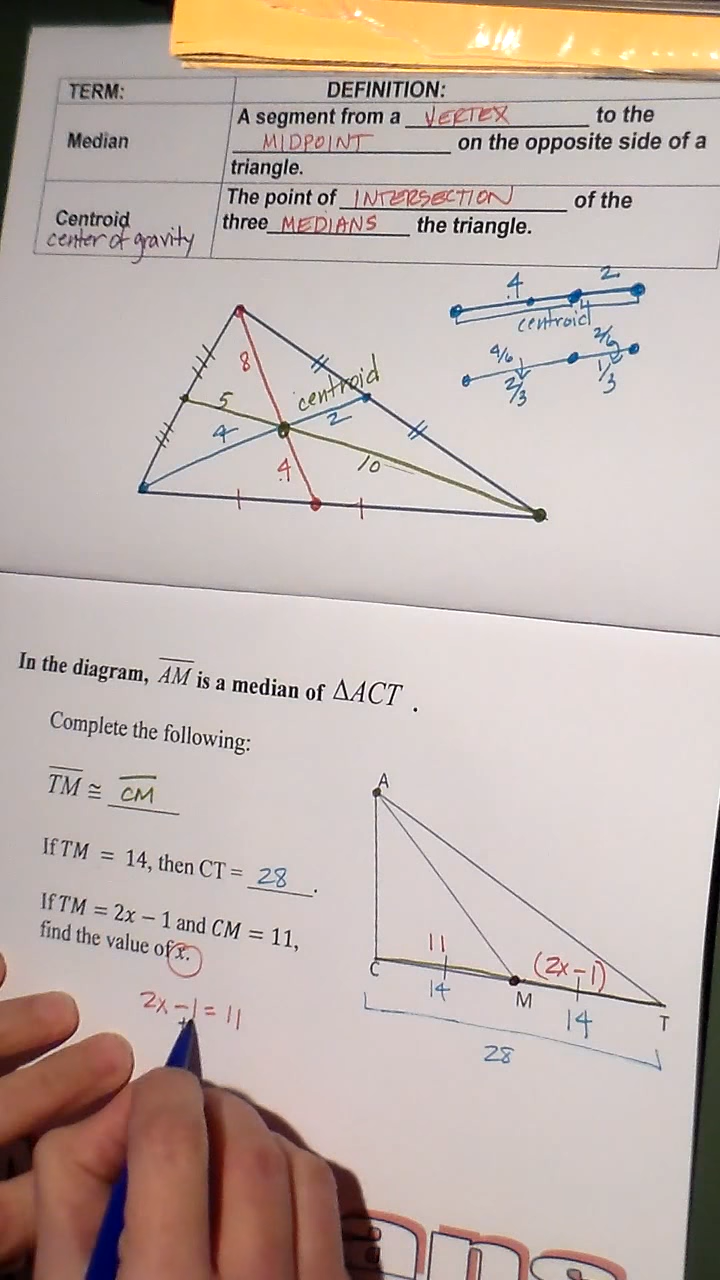 TERM:
DEFINITION:
Median
A segment from a VERTEX to the
MIDPOINT on the opposite side of a
triangle.
Centroid
center of gravity
The point of INTERSECTION of the
three MEDIANS the triangle.
4 2
centroid
4/6 2/6
2/3 1/3
8
centroid
5
4 2
4 10
In the diagram, AM is a median of ΔACT .
Complete the following:
TM ≅ CM
If TM = 14, then CT = 28 .
If TM = 2x − 1 and CM = 11,
find the value of x.
2x − 1 = 11
A
11 (2x−1)
C M T
14 14
28